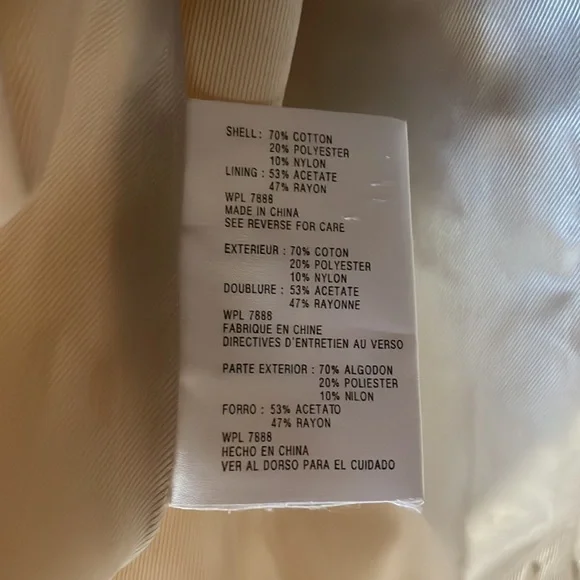 SHELL: 70% COTTON
20% POLYESTER
10% NYLON
LINING : 53% ACETATE
47% RAYON
WPL 7888
MADE IN CHINA
SEE REVERSE FOR CARE
EXTERIEUR : 70% COTON
20% POLYESTER
10% NYLON
DOUBLURE : 53% ACETATE
47% RAYONNE
WPL 7888
FABRIQUE EN CHINE
DIRECTIVES D'ENTRETIEN AU VERSO
PARTE EXTERIOR : 70% ALGODON
20% POLIESTER
10% NILON
FORRO : 53% ACETATO
47% RAYON
WPL 7888
HECHO EN CHINA
VER AL DORSO PARA EL CUIDADO